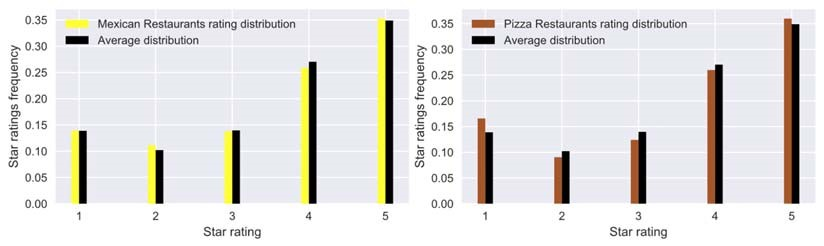 Mexican Restaurants rating distribution
Average distribution
Star ratings frequency
0.35
0.30
0.25
0.20
0.15
0.10
0.05
0.00
1 2 3 4 5
Star rating
Pizza Restaurants rating distribution
Average distribution
Star ratings frequency
0.35
0.30
0.25
0.20
0.15
0.10
0.05
0.00
1 2 3 4 5
Star rating